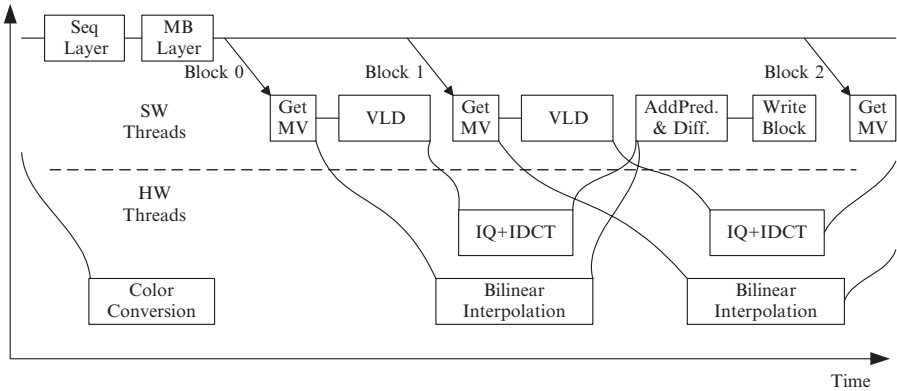 Seq
Layer
MB
Layer
Block 0
Block 1
Block 2
SW
Threads
Get
MV
VLD
Get
MV
VLD
AddPred.
& Diff.
Write
Block
Get
MV
HW
Threads
IQ+IDCT
IQ+IDCT
Color
Conversion
Bilinear
Interpolation
Bilinear
Interpolation
Time